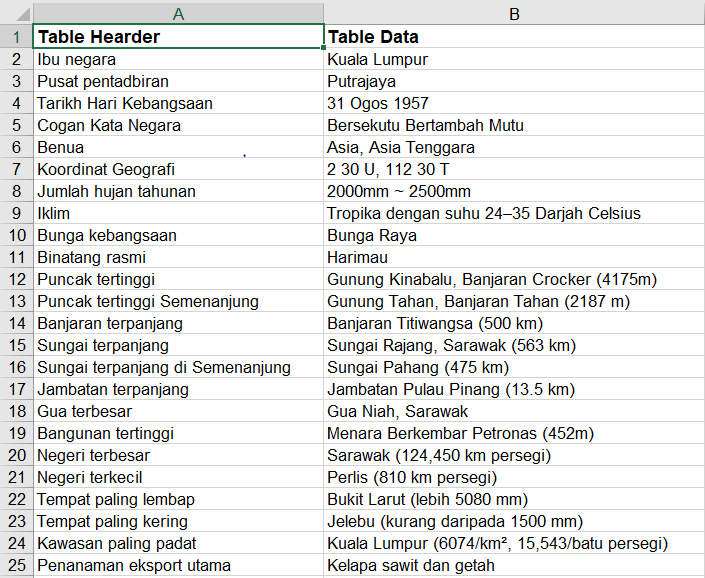 A B
1 Table Hearder Table Data
2 Ibu negara Kuala Lumpur
3 Pusat pentadbiran Putrajaya
4 Tarikh Hari Kebangsaan 31 Ogos 1957
5 Cogan Kata Negara Bersekutu Bertambah Mutu
6 Benua Asia, Asia Tenggara
7 Koordinat Geografi 2 30 U, 112 30 T
8 Jumlah hujan tahunan 2000mm ~ 2500mm
9 Iklim Tropika dengan suhu 24–35 Darjah Celsius
10 Bunga kebangsaan Bunga Raya
11 Binatang rasmi Harimau
12 Puncak tertinggi Gunung Kinabalu, Banjaran Crocker (4175m)
13 Puncak tertinggi Semenanjung Gunung Tahan, Banjaran Tahan (2187 m)
14 Banjaran terpanjang Banjaran Titiwangsa (500 km)
15 Sungai terpanjang Sungai Rajang, Sarawak (563 km)
16 Sungai terpanjang di Semenanjung Sungai Pahang (475 km)
17 Jambatan terpanjang Jambatan Pulau Pinang (13.5 km)
18 Gua terbesar Gua Niah, Sarawak
19 Bangunan tertinggi Menara Berkembar Petronas (452m)
20 Negeri terbesar Sarawak (124,450 km persegi)
21 Negeri terkecil Perlis (810 km persegi)
22 Tempat paling lembap Bukit Larut (lebih 5080 mm)
23 Tempat paling kering Jelebu (kurang daripada 1500 mm)
24 Kawasan paling padat Kuala Lumpur (6074/km², 15,543/batu persegi)
25 Penanaman eksport utama Kelapa sawit dan getah